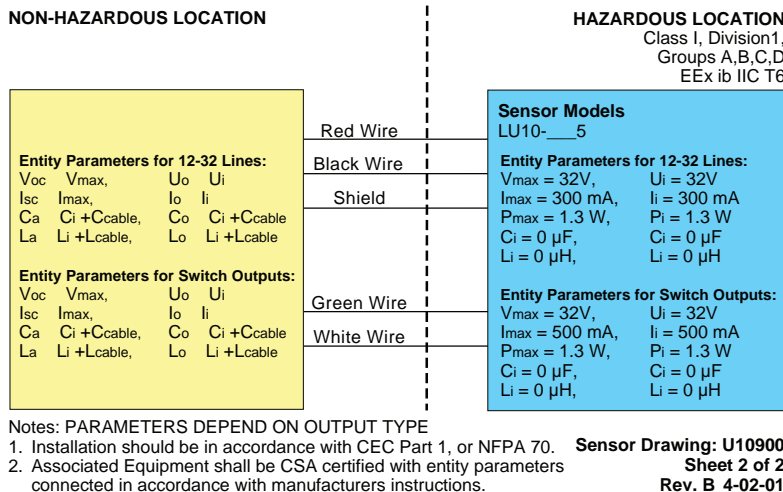 NON-HAZARDOUS LOCATION
HAZARDOUS LOCATION
Class I, Division1,
Groups A,B,C,D
EEx ib IIC T6
Entity Parameters for 12-32 Lines:
Voc Vmax, Uo Ui
Isc Imax, Io Ii
Ca Ci +Ccable, Co Ci +Ccable
La Li +Lcable, Lo Li +Lcable
Entity Parameters for Switch Outputs:
Voc Vmax, Uo Ui
Isc Imax, Io Ii
Ca Ci +Ccable, Co Ci +Ccable
La Li +Lcable, Lo Li +Lcable
Red Wire
Black Wire
Shield
Green Wire
White Wire
Sensor Models
LU10-___5
Entity Parameters for 12-32 Lines:
Vmax = 32V, Ui = 32V
Imax = 300 mA, Ii = 300 mA
Pmax = 1.3 W, Pi = 1.3 W
Ci = 0 µF, Ci = 0 µF
Li = 0 µH, Li = 0 µH
Entity Parameters for Switch Outputs:
Vmax = 32V, Ui = 32V
Imax = 500 mA, Ii = 500 mA
Pmax = 1.3 W, Pi = 1.3 W
Ci = 0 µF, Ci = 0 µF
Li = 0 µH, Li = 0 µH
Notes: PARAMETERS DEPEND ON OUTPUT TYPE
1. Installation should be in accordance with CEC Part 1, or NFPA 70.
2. Associated Equipment shall be CSA certified with entity parameters
connected in accordance with manufacturers instructions.
Sensor Drawing: U10900
Sheet 2 of 2
Rev. B 4-02-01